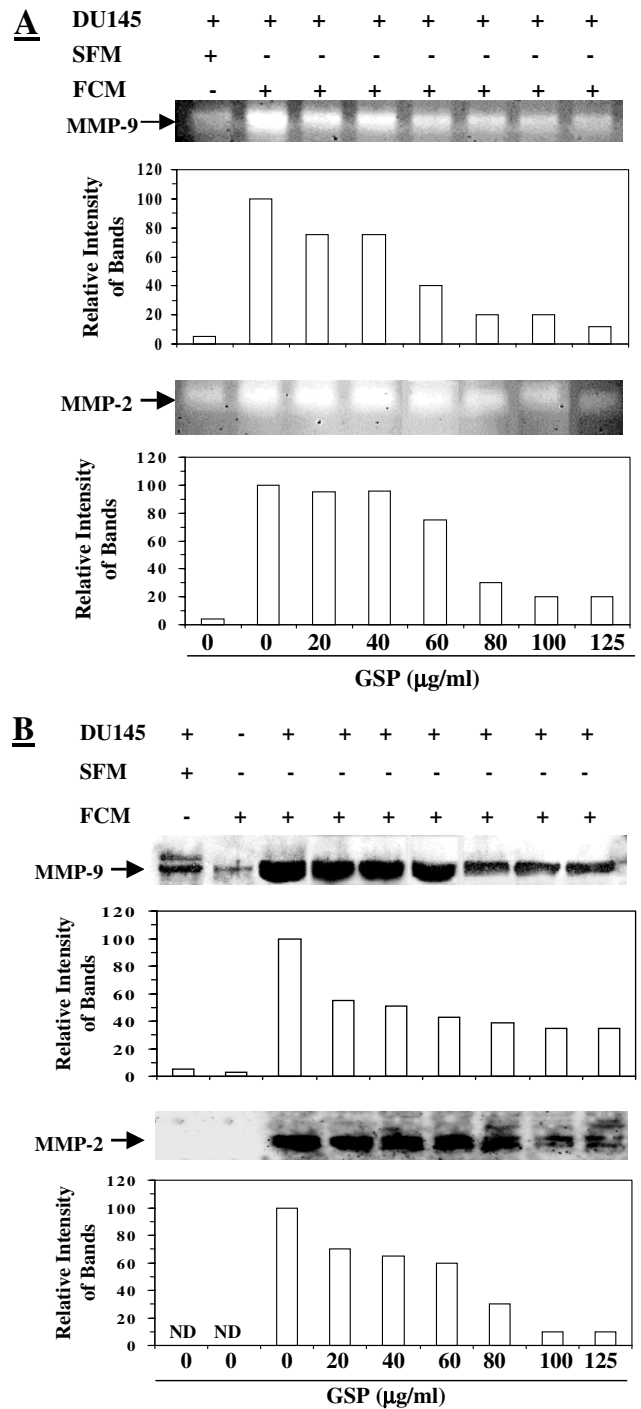 A
DU145 + + + + + + + +
SFM + - - - - - - -
FCM - + + + + + + +
MMP-9
120
100
80
60
40
20
0
Relative Intensity
of Bands
MMP-2
120
100
80
60
40
20
0
Relative Intensity
of Bands
0 0 20 40 60 80 100 125
GSP (µg/ml)
B
DU145 + - + + + + + + +
SFM + - - - - - - - -
FCM - + + + + + + + +
MMP-9
120
100
80
60
40
20
0
Relative Intensity
of Bands
MMP-2
120
100
80
60
40
20
0
Relative Intensity
of Bands
ND ND
0 0 0 20 40 60 80 100 125
GSP (µg/ml)